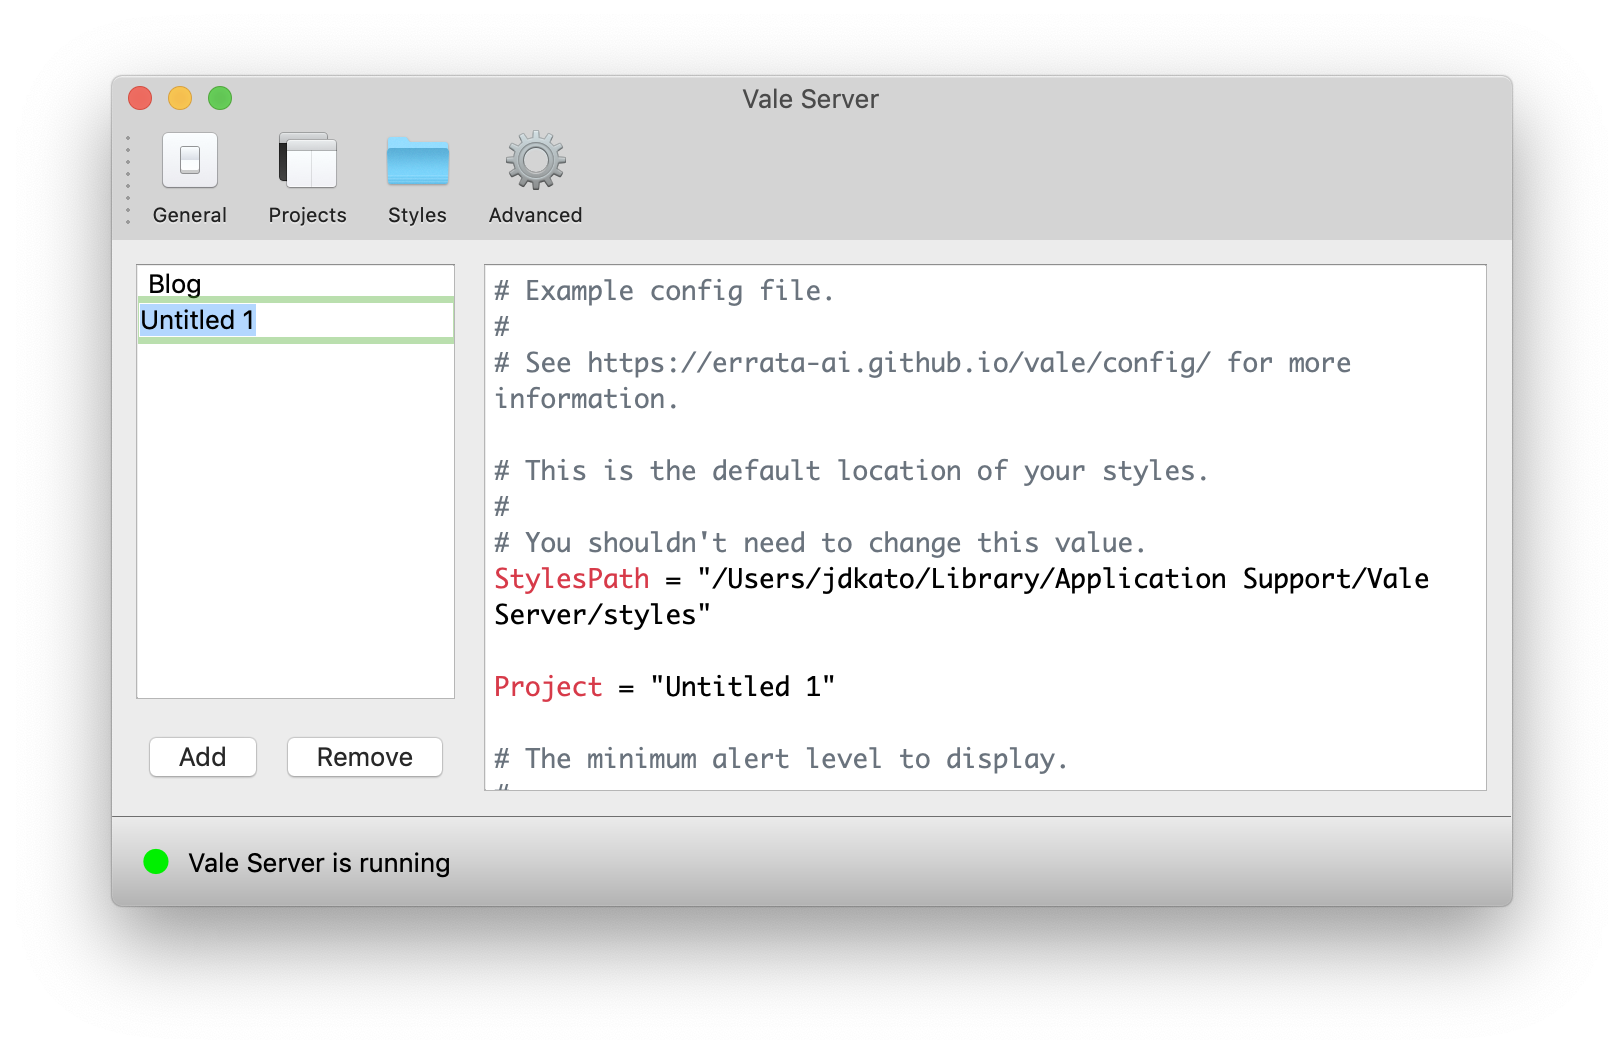 Vale Server
General Projects Styles Advanced
Blog
Untitled 1
Add Remove
# Example config file.
#
# See https://errata-ai.github.io/vale/config/ for more
information.
# This is the default location of your styles.
#
# You shouldn't need to change this value.
StylesPath = "/Users/jdkato/Library/Application Support/Vale
Server/styles"
Project = "Untitled 1"
# The minimum alert level to display.
#
Vale Server is running